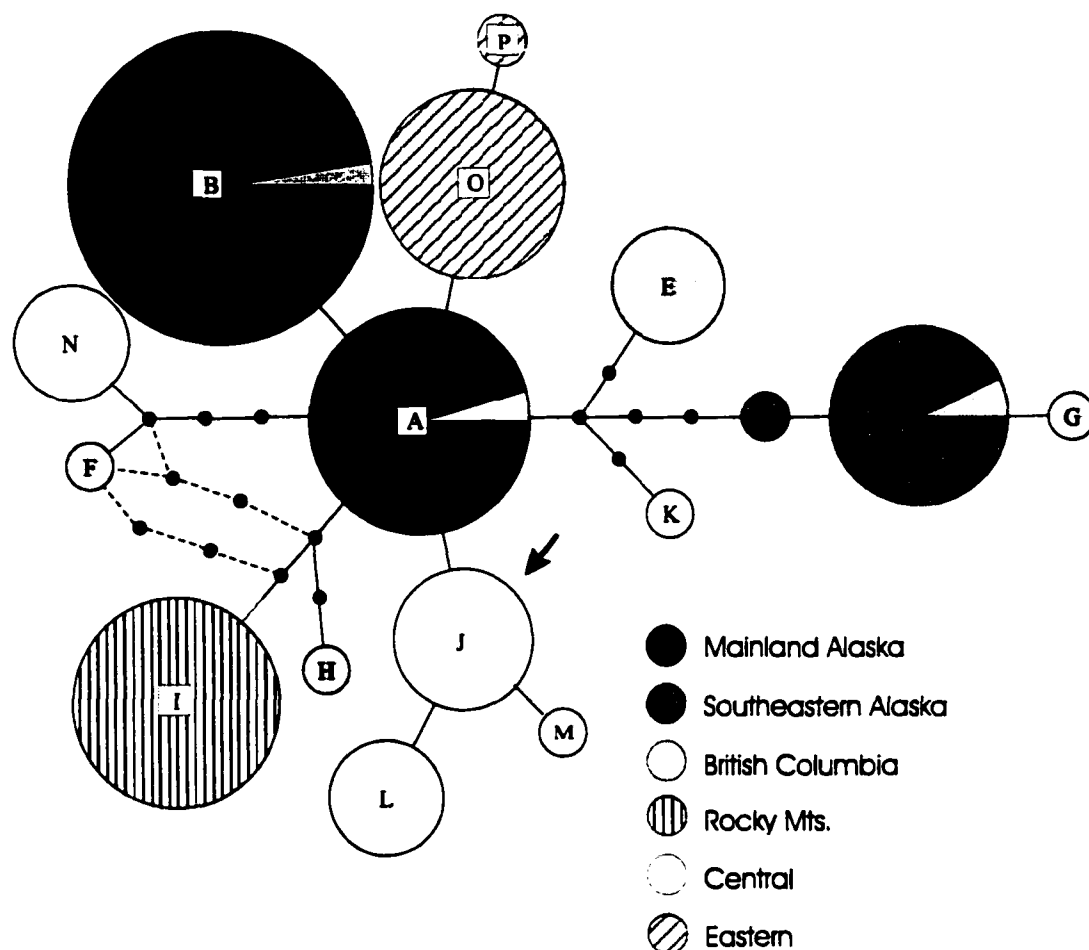 P
B
O
E
N
A
G
F
K
J
H
I
M
L
Mainland Alaska
Southeastern Alaska
British Columbia
Rocky Mts.
Central
Eastern